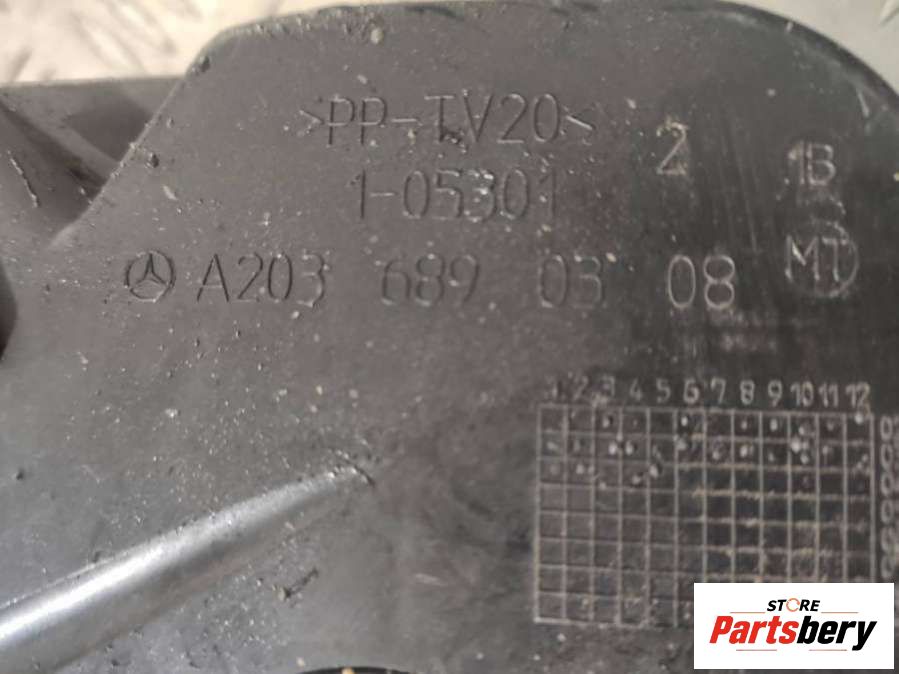 >PP-TV20<
2
1B
1-05301
A203 689 03 08
MT
1 2 3 4 5 6 7 8 9 10 11 12
STORE
Partsbery